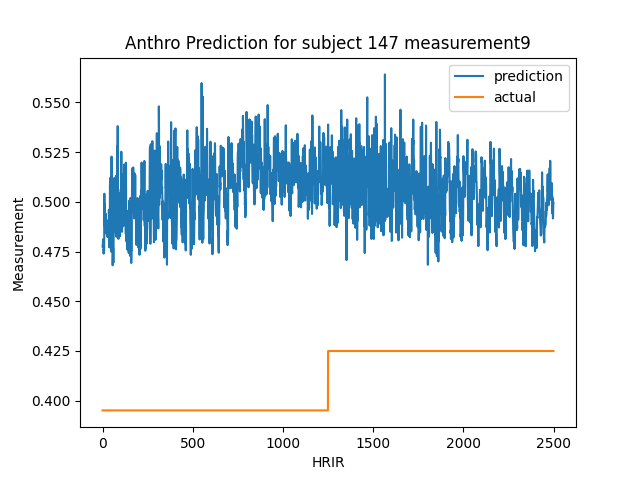 Anthro Prediction for subject 147 measurement9
prediction
actual
0.550
0.525
0.500
0.475
0.450
0.425
0.400
Measurement
0
500
1000
1500
2000
2500
HRIR